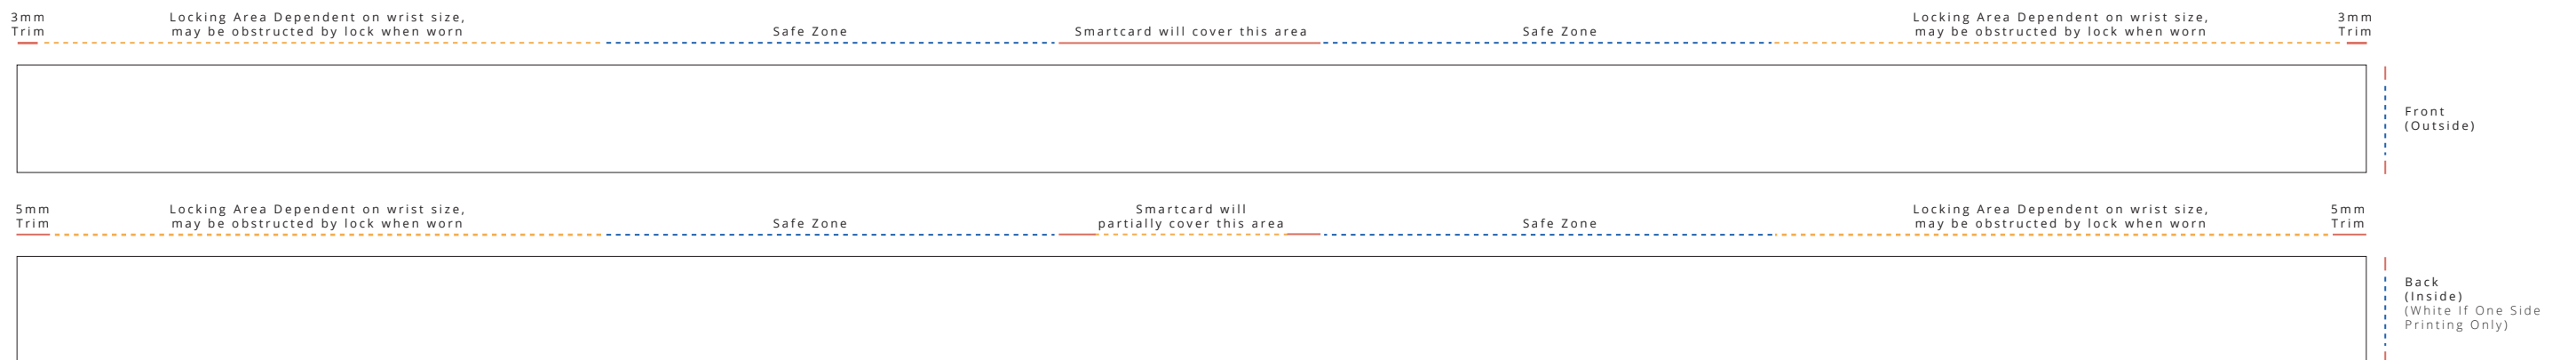 3mm
Trim
Locking Area Dependent on wrist size,
may be obstructed by lock when worn
Safe Zone
Smartcard will cover this area
Safe Zone
Locking Area Dependent on wrist size,
may be obstructed by lock when worn
3mm
Trim
Front
(Outside)
5mm
Trim
Locking Area Dependent on wrist size,
may be obstructed by lock when worn
Safe Zone
Smartcard will
partially cover this area
Safe Zone
Locking Area Dependent on wrist size,
may be obstructed by lock when worn
5mm
Trim
Back
(Inside)
(White If One Side
Printing Only)